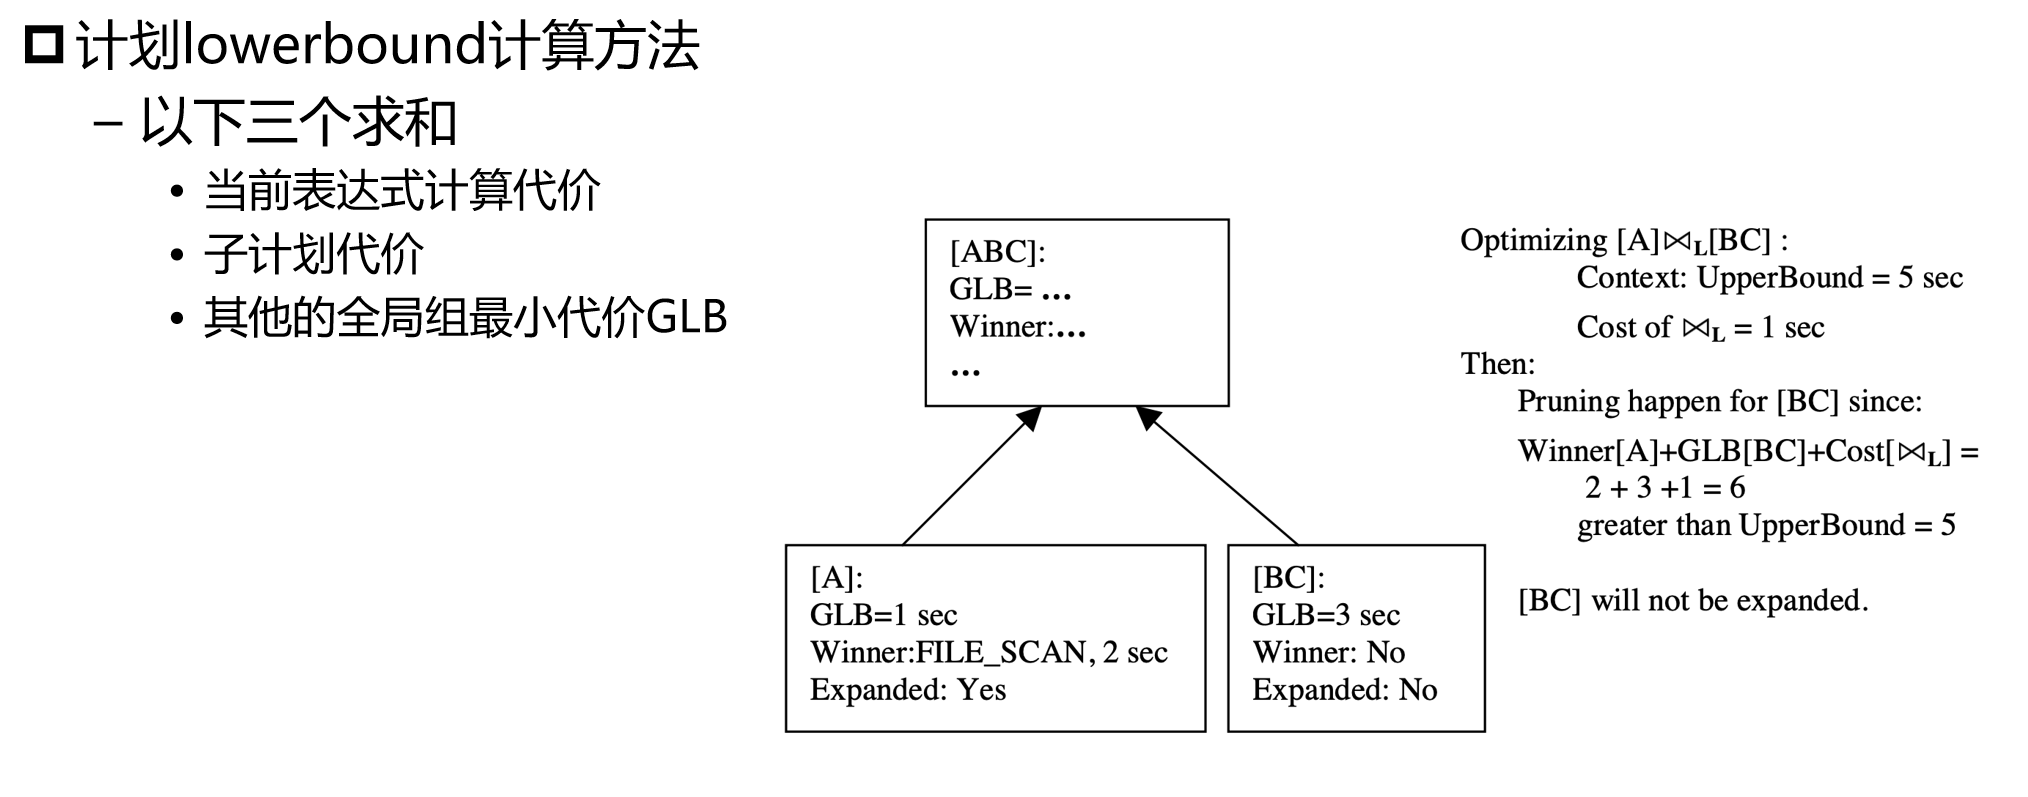 计划lowerbound计算方法
– 以下三个求和
• 当前表达式计算代价
• 子计划代价
• 其他的全局组最小代价GLB
[ABC]:
GLB= ...
Winner:...
...
[A]:
GLB=1 sec
Winner:FILE_SCAN, 2 sec
Expanded: Yes
[BC]:
GLB=3 sec
Winner: No
Expanded: No
Optimizing [A]⋈L[BC] :
Context: UpperBound = 5 sec
Cost of ⋈L = 1 sec
Then:
Pruning happen for [BC] since:
Winner[A]+GLB[BC]+Cost[⋈L] =
2 + 3 +1 = 6
greater than UpperBound = 5
[BC] will not be expanded.